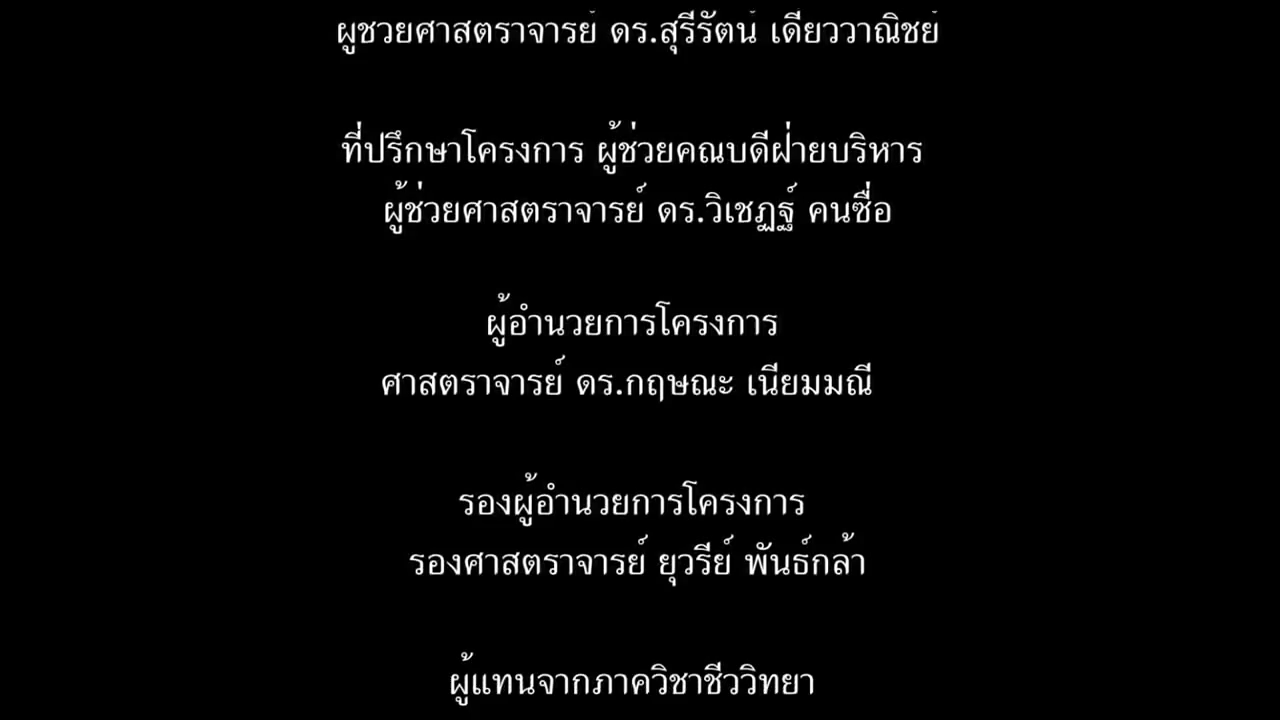 ผู้ช่วยศาสตราจารย์ ดร.สุรีรัตน์ เดียววาณิชย์
ที่ปรึกษาโครงการ ผู้ช่วยคณบดีฝ่ายบริหาร
ผู้ช่วยศาสตราจารย์ ดร.วิเชฏฐ์ คนซื่อ
ผู้อำนวยการโครงการ
ศาสตราจารย์ ดร.กฤษณะ เนียมมณี
รองผู้อำนวยการโครงการ
รองศาสตราจารย์ ยุวรีย์ พันธ์กล้า
ผู้แทนจากภาควิชาชีววิทยา